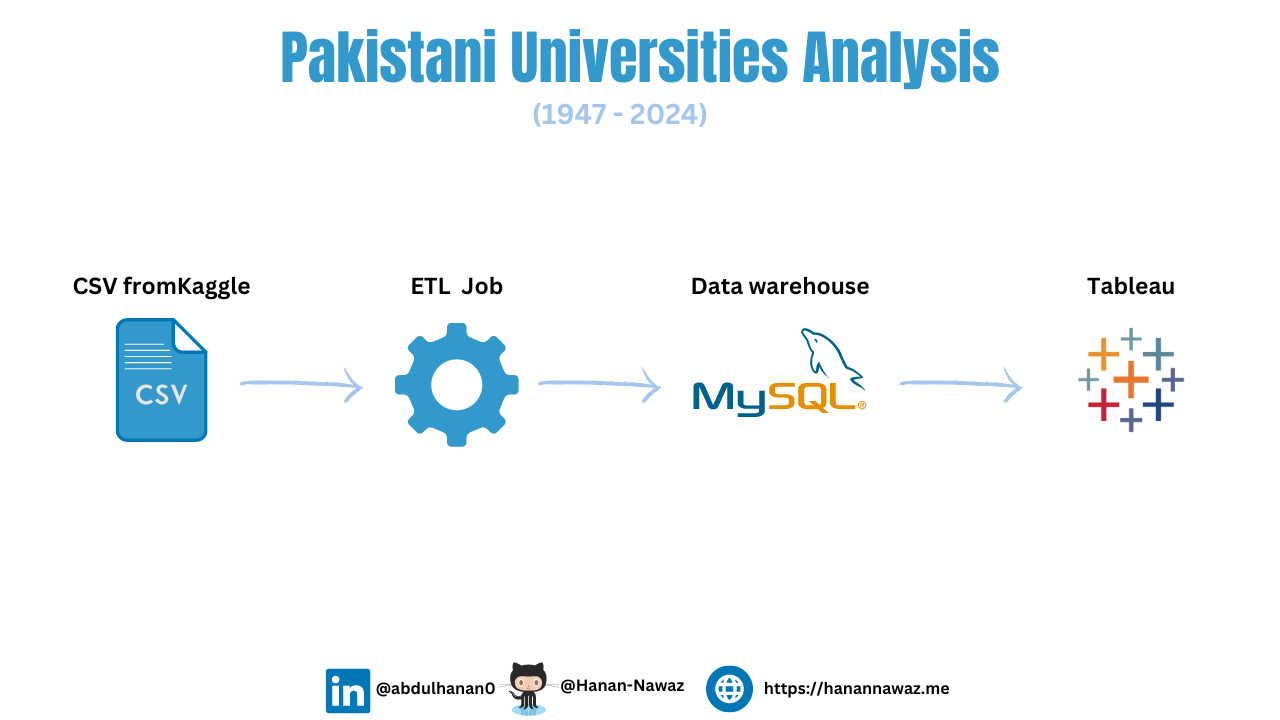 Pakistani Universities Analysis
(1947 - 2024)
CSV fromKaggle
ETL  Job
Data warehouse
Tableau
CSV
MySQL®
in
@abdulhanan0
@Hanan-Nawaz
https://hanannawaz.me